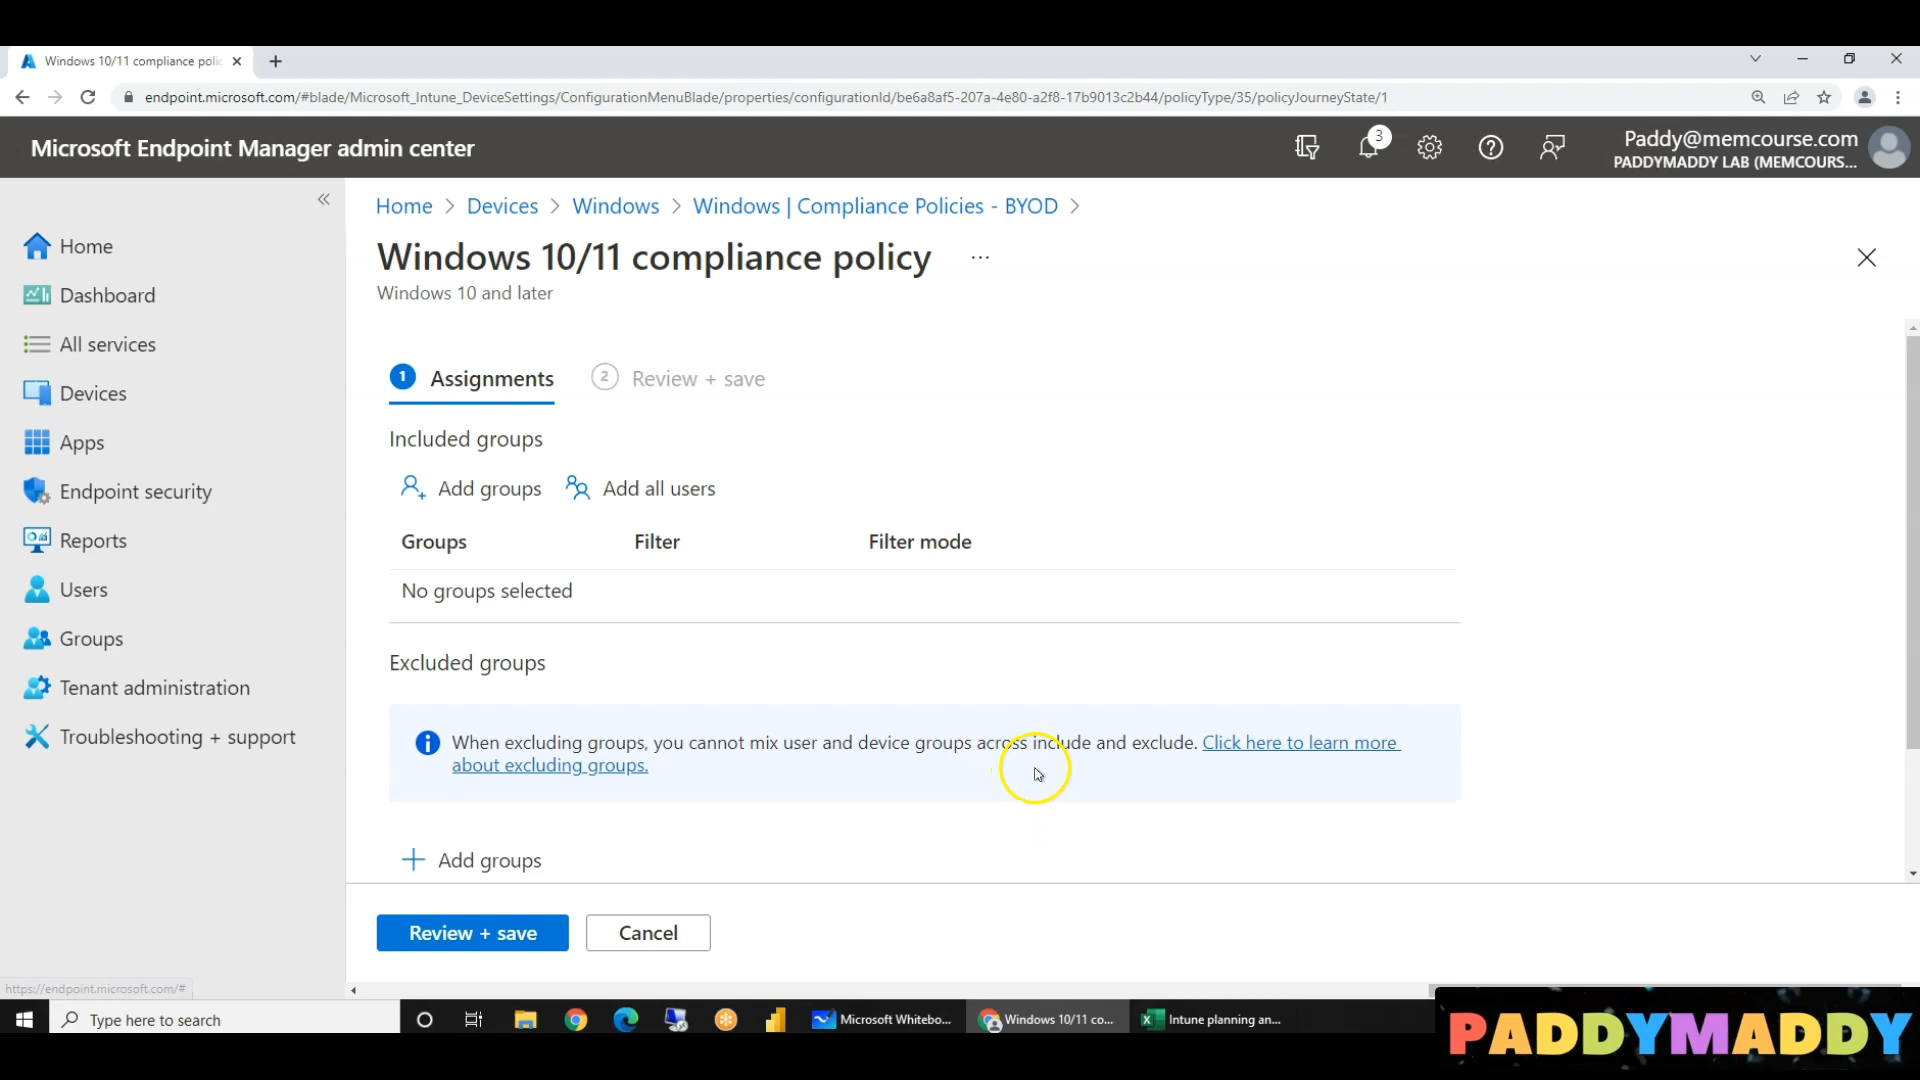 Windows 10/11 compliance poli
endpoint.microsoft.com/#blade/Microsoft_Intune_DeviceSettings/ConfigurationMenuBlade/properties/configurationId/be6a8af5-207a-4e80-a2f8-17b9013c2b44/policyType/35/policyJourneyState/1
Microsoft Endpoint Manager admin center
3
Paddy@memcourse.com
PADDYMADDY LAB (MEMCOURS...
Home
Dashboard
All services
Devices
Apps
Endpoint security
Reports
Users
Groups
Tenant administration
Troubleshooting + support
Home > Devices > Windows > Windows | Compliance Policies - BYOD >
Windows 10/11 compliance policy ...
Windows 10 and later
1 Assignments 2 Review + save
Included groups
Add groups Add all users
Groups Filter Filter mode
No groups selected
Excluded groups
When excluding groups, you cannot mix user and device groups across include and exclude. Click here to learn more
about excluding groups.
Add groups
Review + save Cancel
https://endpoint.microsoft.com/#
Type here to search
Microsoft Whitebo...
Windows 10/11 co...
Intune planning an...
PADDYMADDY